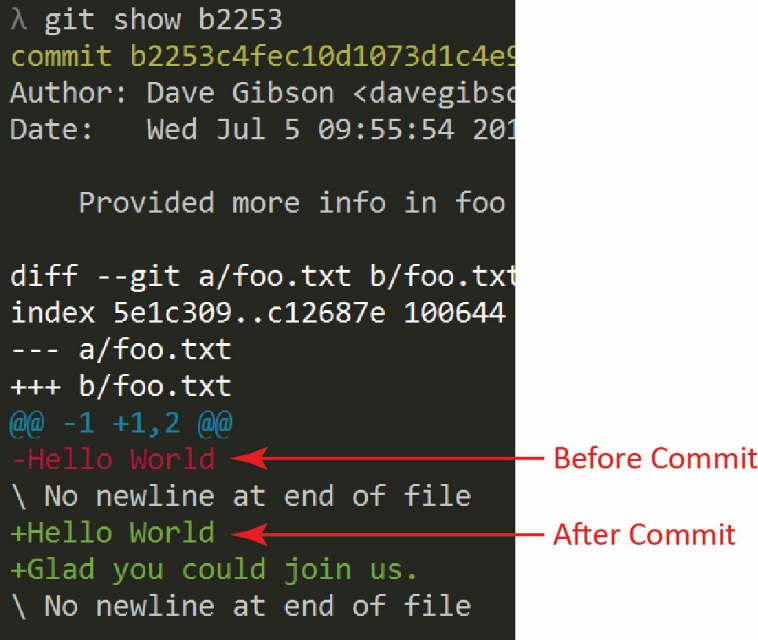 λ git show b2253
commit b2253c4fec10d1073d1c4e9
Author: Dave Gibson <davegibso
Date:   Wed Jul 5 09:55:54 201
    Provided more info in foo
diff --git a/foo.txt b/foo.txt
index 5e1c309..c12687e 100644
--- a/foo.txt
+++ b/foo.txt
@@ -1 +1,2 @@
-Hello World
Before Commit
\ No newline at end of file
+Hello World
After Commit
+Glad you could join us.
\ No newline at end of file